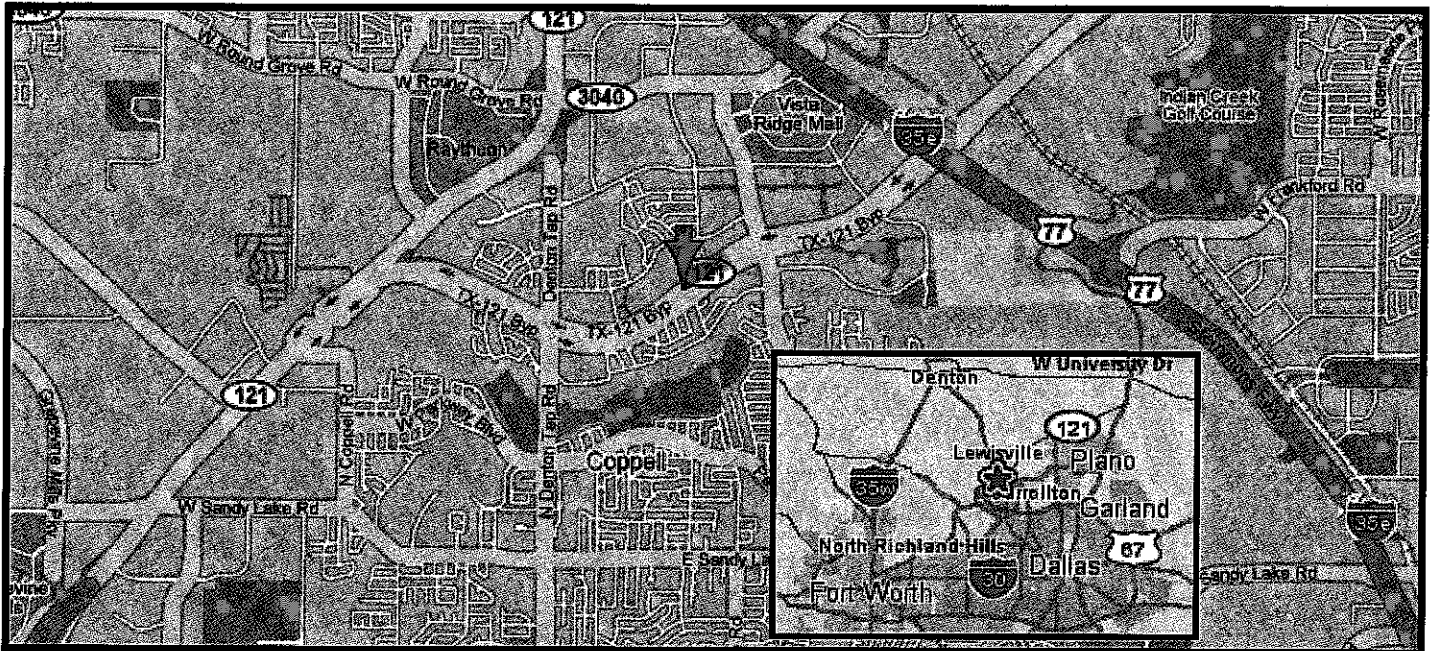 121
W Round Grove Rd
W Round Grove Rd
3040
Vista
Ridge Mall
35E
Indian Creek
Golf Course
Raytheon
Denton Tap Rd
W Frankford Rd
TX-121 Byp
77
121
77
TX-121 Byp
TX-121 Byp
121
N Coppell Rd
N Denton Tap Rd
Coppell
W Sandy Lake Rd
E Sandy La
Rd
35E
Sandy Lake Rd
W University Dr
Denton
121
Lewisville
Plano
35W
rrollton
Garland
North Richland Hills
67
30
Dallas
Fort Worth